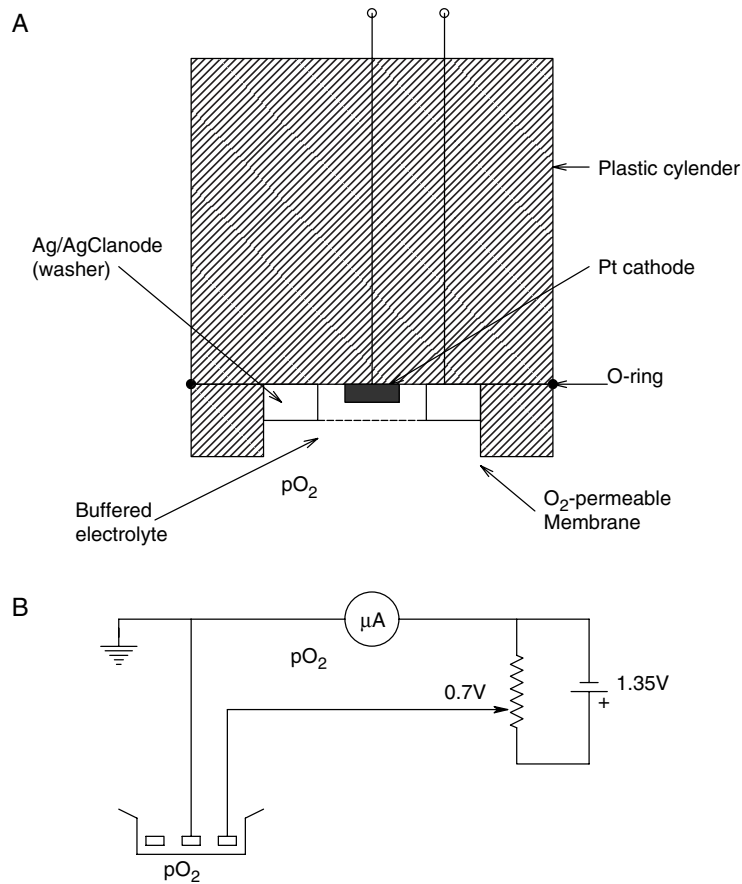 A
Plastic cylender
Ag/AgClanode
(washer)
Pt cathode
O-ring
Buffered
electrolyte
pO2
O2-permeable
Membrane
B
µA
pO2
0.7V
1.35V
+
pO2